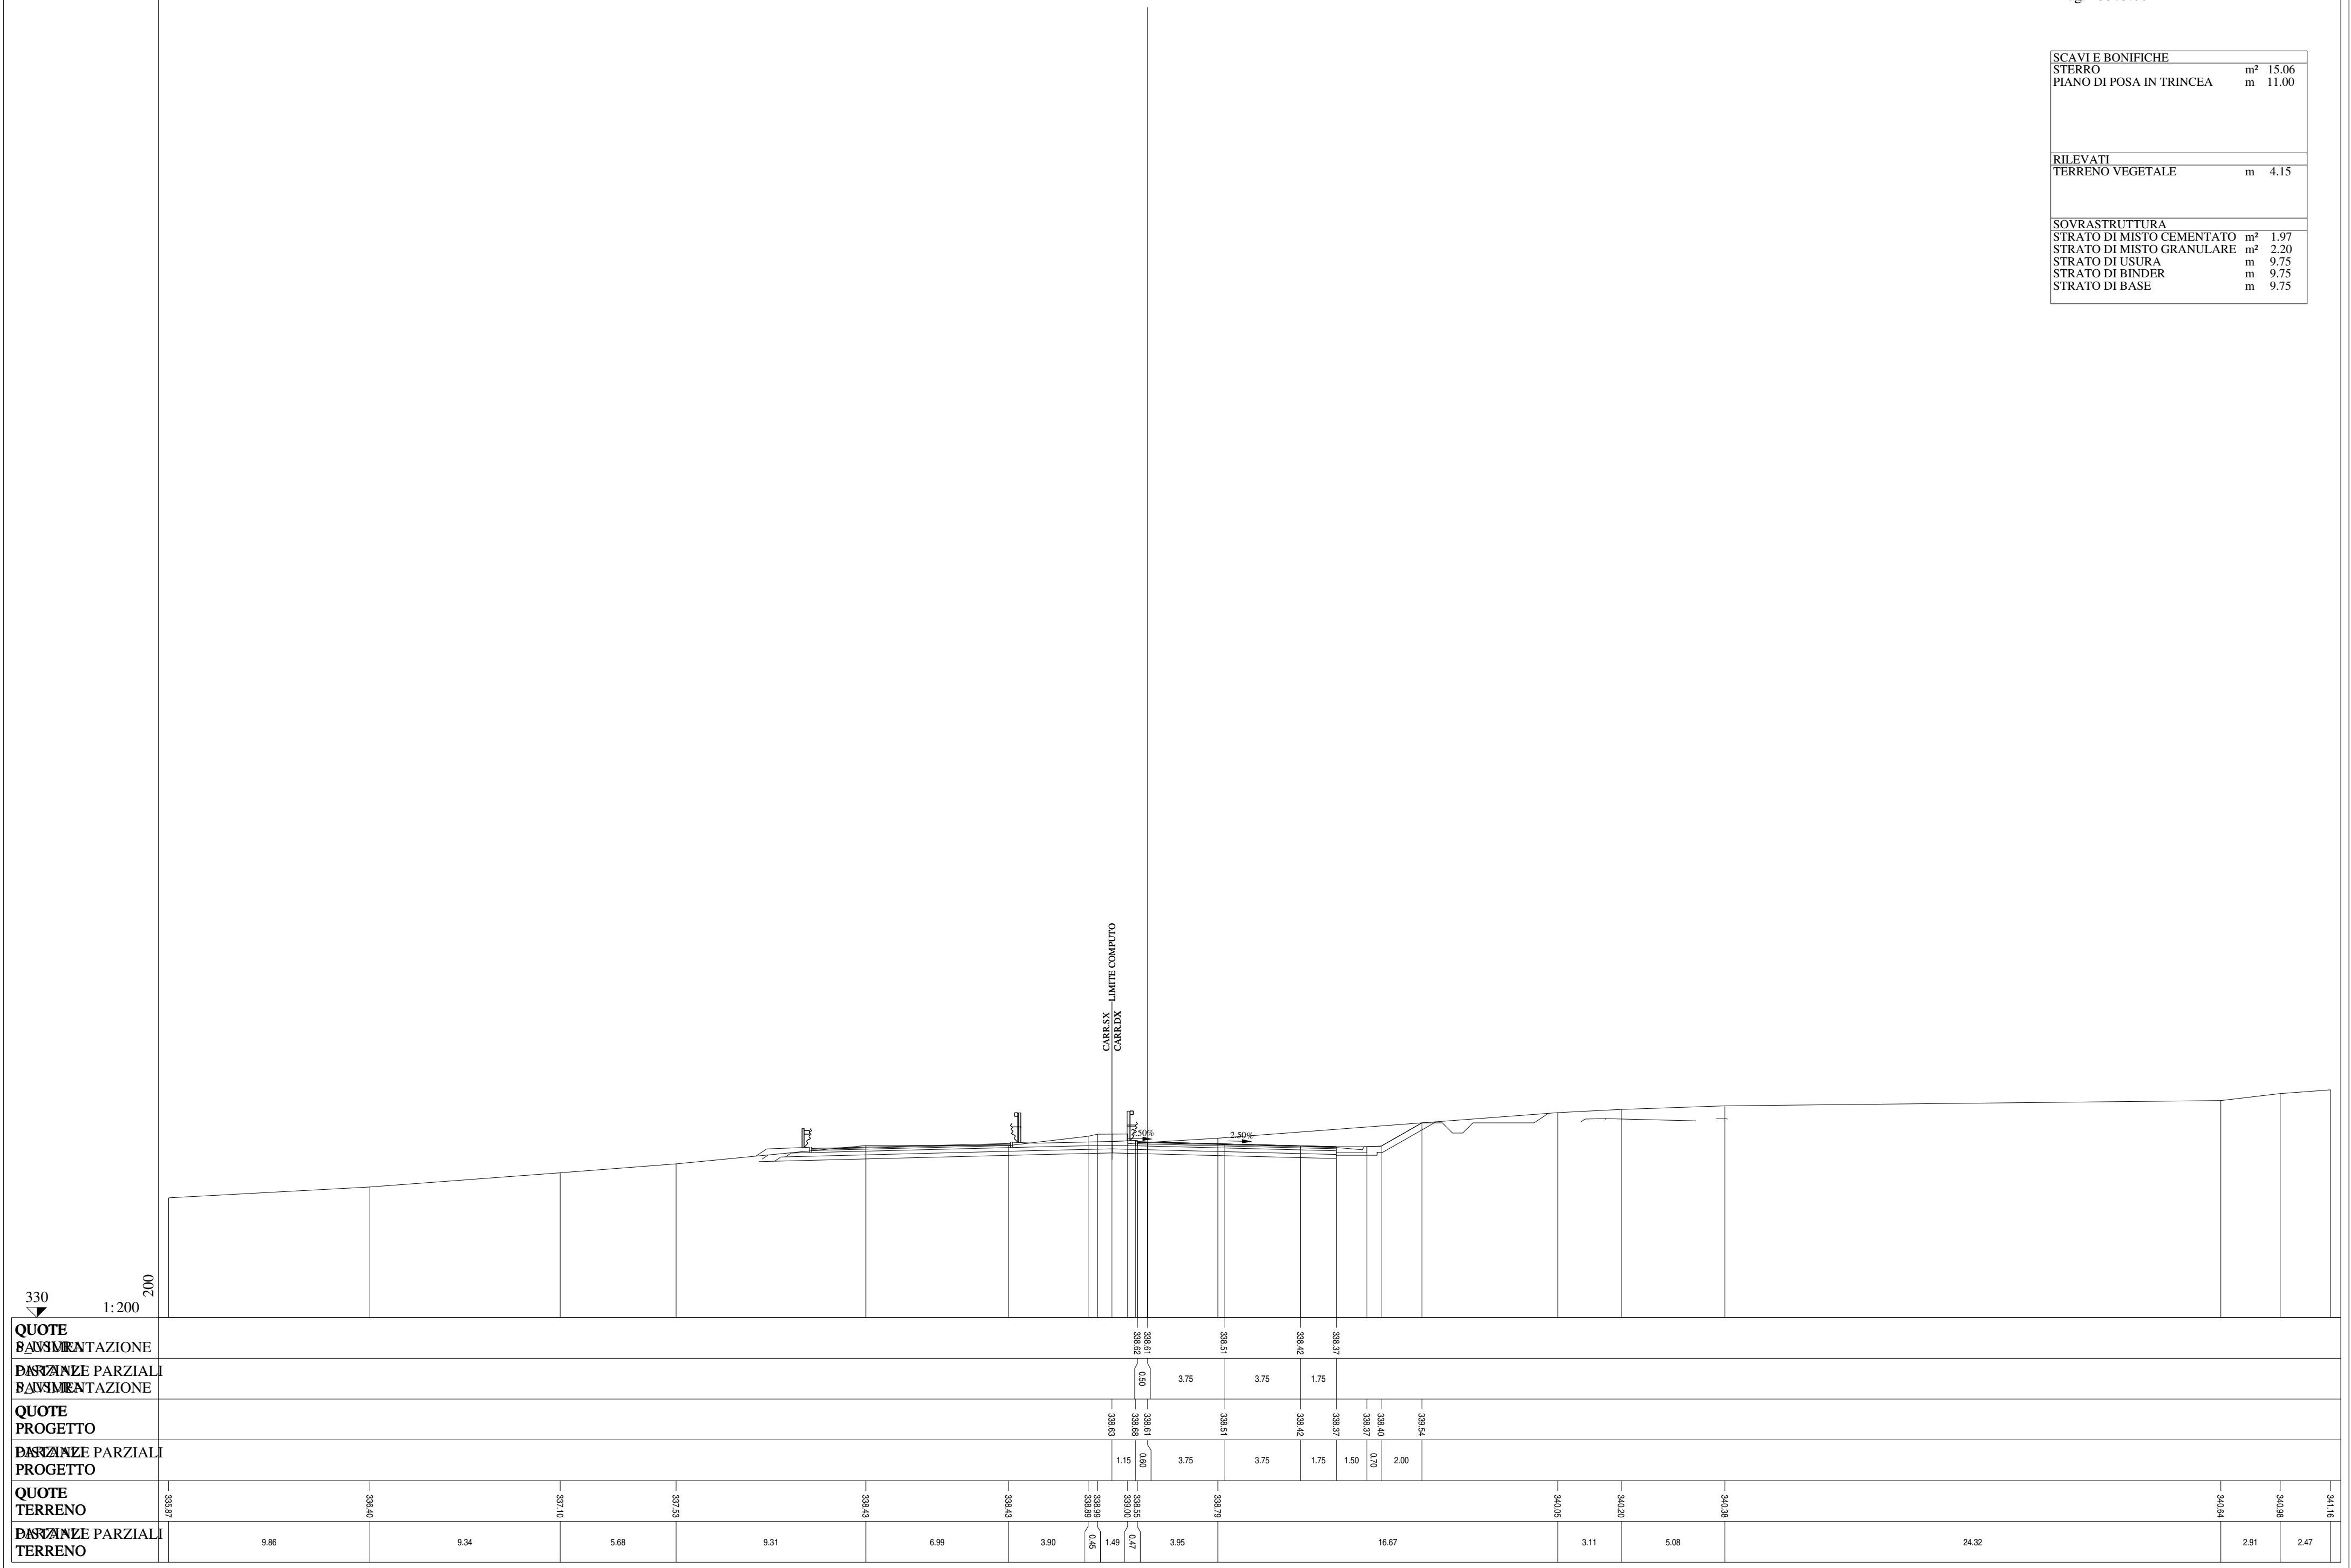 SCAVI E BONIFICHE
STERRO m² 15.06
PIANO DI POSA IN TRINCEA m 11.00
RILEVATI
TERRENO VEGETALE m 4.15
SOVRASTRUTTURA
STRATO DI MISTO CEMENTATO m² 1.97
STRATO DI MISTO GRANULARE m² 2.20
STRATO DI USURA m 9.75
STRATO DI BINDER m 9.75
STRATO DI BASE m 9.75
LIMITE COMPUTO
CARR.SX
CARR.DX
2.50% 2.50%
330
1:200
200
QUOTE
PAVIMENTAZIONE
338.62 338.61 338.51 338.42 338.37
PARZIALI
PAVIMENTAZIONE
0.50 3.75 3.75 1.75
QUOTE
PROGETTO
338.63 338.68 338.61 338.51 338.42 338.37 338.37 338.40 339.54
PARZIALI
PROGETTO
1.15 0.60 3.75 3.75 1.75 1.50 0.70 2.00
QUOTE
TERRENO
335.87 336.40 337.10 337.53 338.43 338.43 338.89 338.99 339.00 338.55 338.79 340.05 340.20 340.38 340.64 340.98 341.16
PARZIALI
TERRENO
9.86 9.34 5.68 9.31 6.99 3.90 0.45 1.49 0.47 3.95 16.67 3.11 5.08 24.32 2.91 2.47